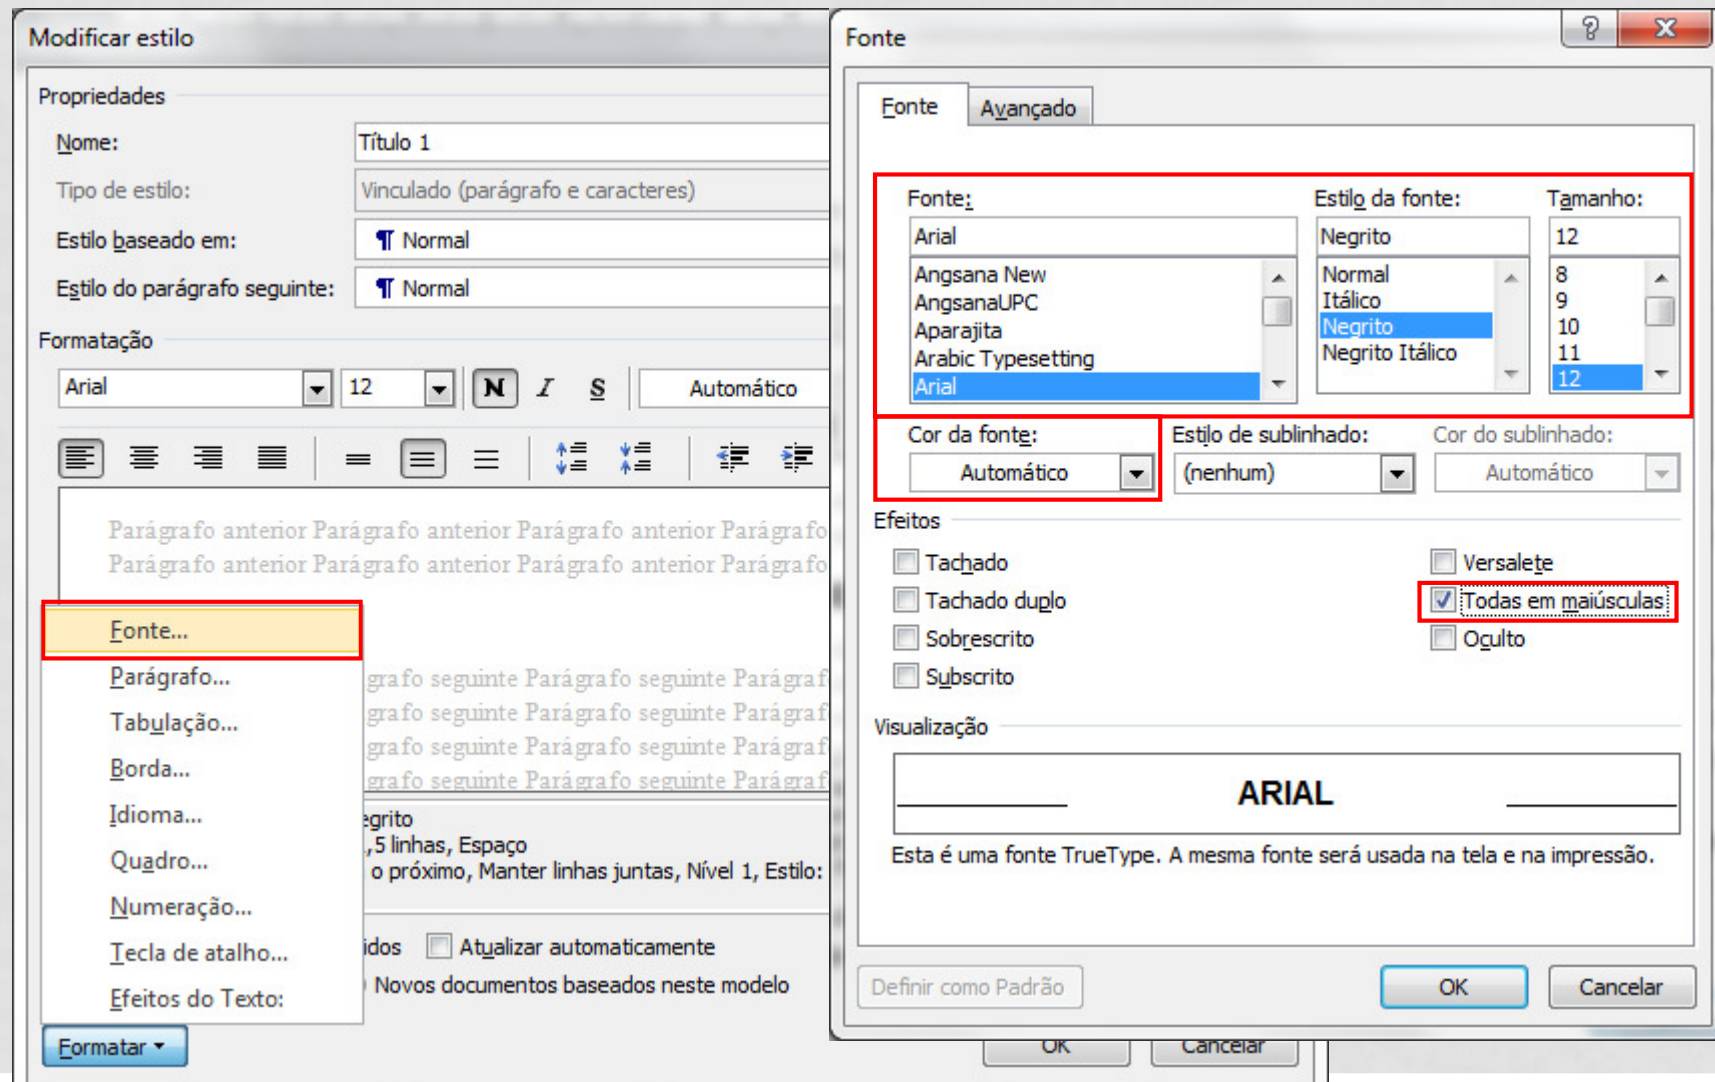 Modificar estilo
Propriedades
Nome:
Título 1
Tipo de estilo:
Vinculado (parágrafo e caracteres)
Estilo baseado em:
¶ Normal
Estilo do parágrafo seguinte:
¶ Normal
Formatação
Arial
12
N I S
Automático
Parágrafo anterior Parágrafo anterior Parágrafo anterior Parágrafo
Parágrafo anterior Parágrafo anterior Parágrafo anterior Parágrafo
Fonte...
Parágrafo...
Tabulação...
Borda...
Idioma...
Quadro...
Numeração...
Tecla de atalho...
Efeitos do Texto:
grafo seguinte Parágrafo seguinte Parágraf
grafo seguinte Parágrafo seguinte Parágraf
grafo seguinte Parágrafo seguinte Parágraf
grafo seguinte Parágrafo seguinte Parágraf
egrito
,5 linhas, Espaço
o próximo, Manter linhas juntas, Nível 1, Estilo:
idos
Atualizar automaticamente
Novos documentos baseados neste modelo
Formatar
OK
Cancelar
Fonte
?
X
Fonte
Avançado
Fonte:
Arial
Angsana New
AngsanaUPC
Aparajita
Arabic Typesetting
Arial
Estilo da fonte:
Negrito
Normal
Itálico
Negrito
Negrito Itálico
Tamanho:
12
8
9
10
11
12
Cor da fonte:
Automático
Estilo de sublinhado:
(nenhum)
Cor do sublinhado:
Automático
Efeitos
Tachado
Tachado duplo
Sobrescrito
Subscrito
Versalete
Todas em maiúsculas
Oculto
Visualização
ARIAL
Esta é uma fonte TrueType. A mesma fonte será usada na tela e na impressão.
Definir como Padrão
OK
Cancelar